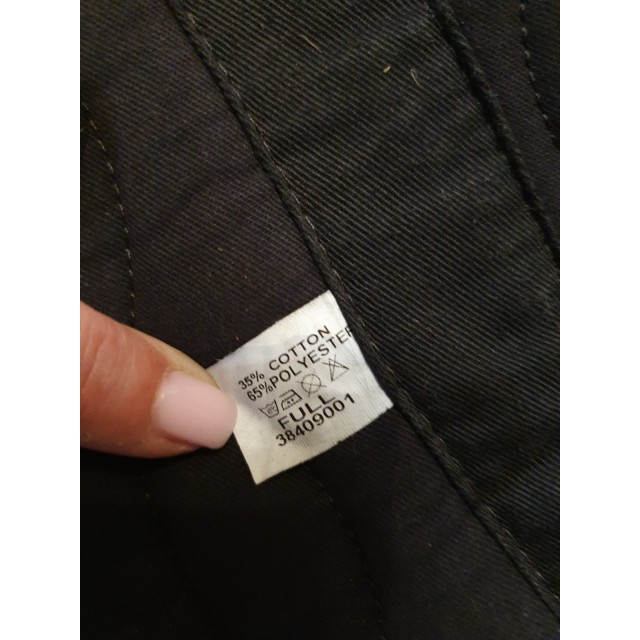 35% COTTON
65% POLYESTER
FULL
38409001